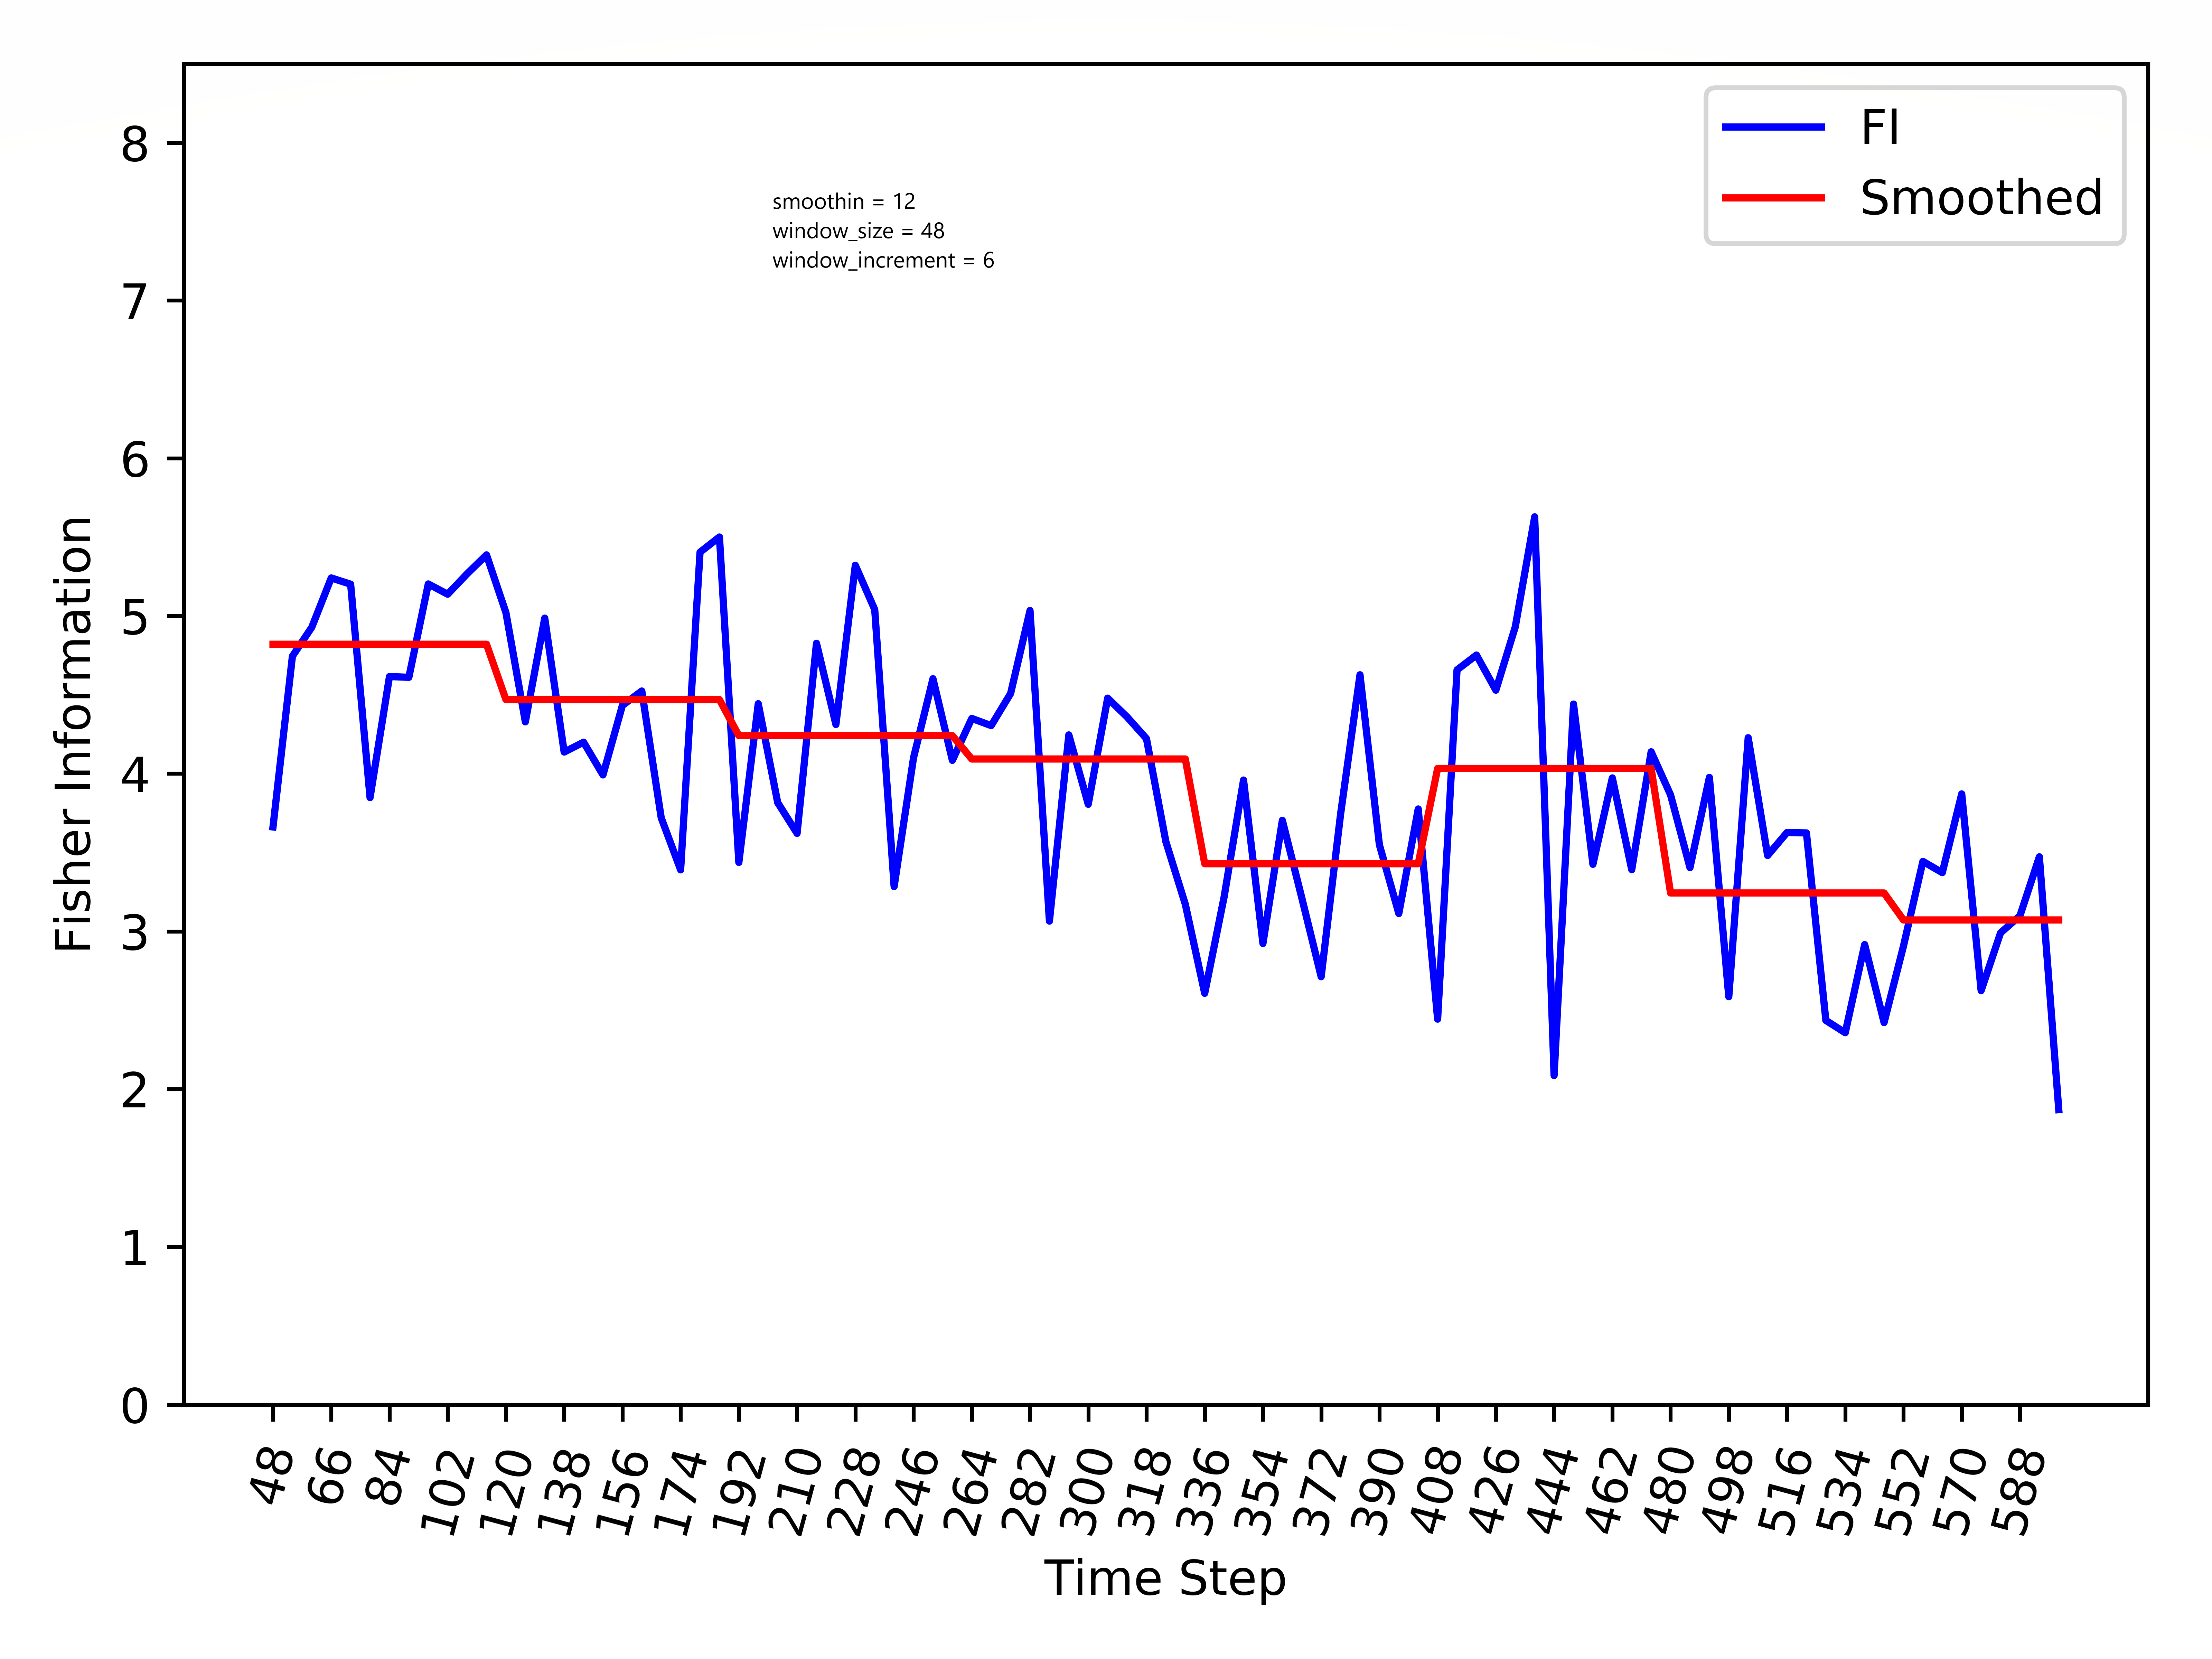 FI
Smoothed
smoothin = 12
window_size = 48
window_increment = 6
8
7
6
5
4
3
2
1
0
Fisher Information
48 66 84 102 120 138 156 174 192 210 228 246 264 282 300 318 336 354 372 390 408 426 444 462 480 498 516 534 552 570 588
Time Step